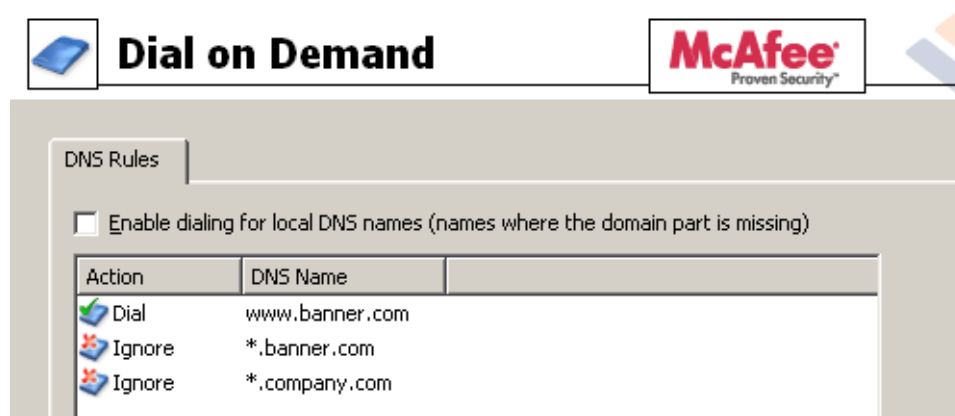 Dial on Demand
McAfee®
Proven Security™
DNS Rules
Enable dialing for local DNS names (names where the domain part is missing)
Action DNS Name
Dial www.banner.com
Ignore *.banner.com
Ignore *.company.com